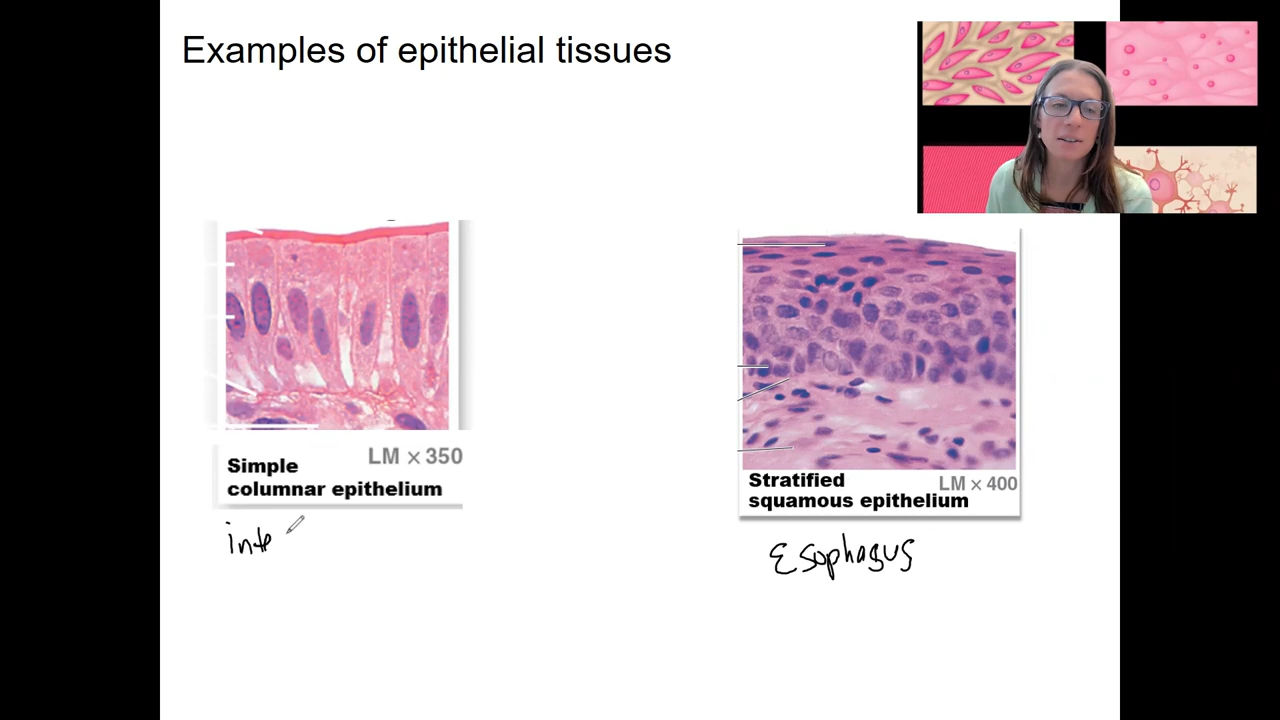 Examples of epithelial tissues
LM × 350
Simple
columnar epithelium
inte
Stratified
LM × 400
squamous epithelium
Esophagus